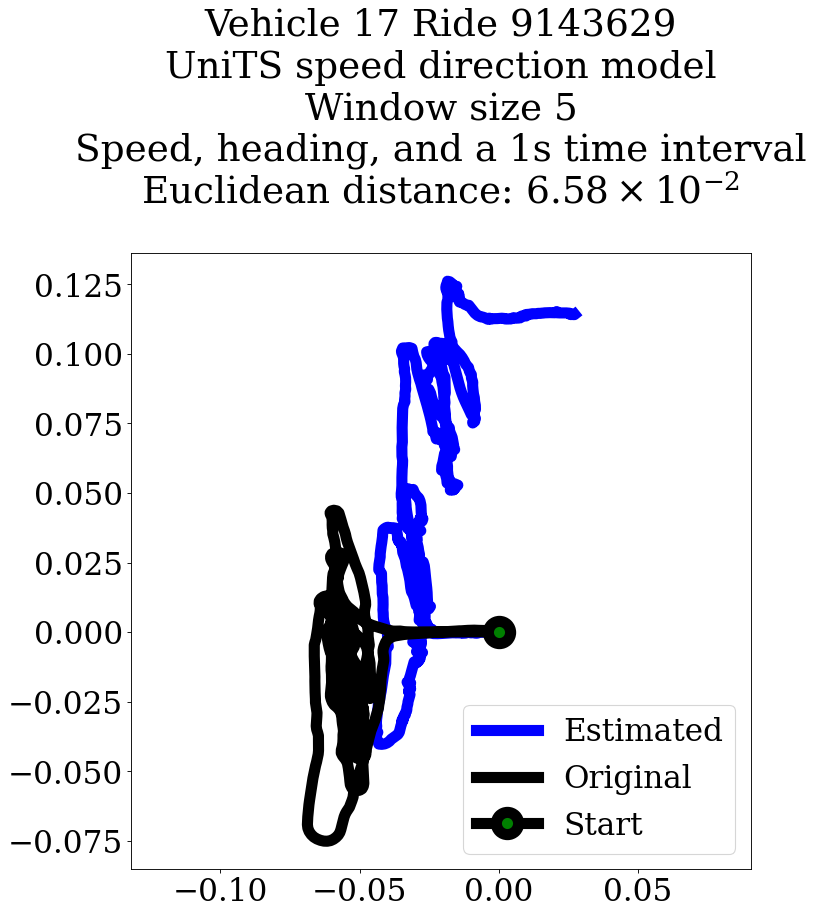 Vehicle 17 Ride 9143629
UniTS speed direction model
Window size 5
Speed, heading, and a 1s time interval
Euclidean distance: 6.58 × 10⁻²
0.125
0.100
0.075
0.050
0.025
0.000
−0.025
−0.050
−0.075
Estimated
Original
Start
−0.10 −0.05 0.00 0.05